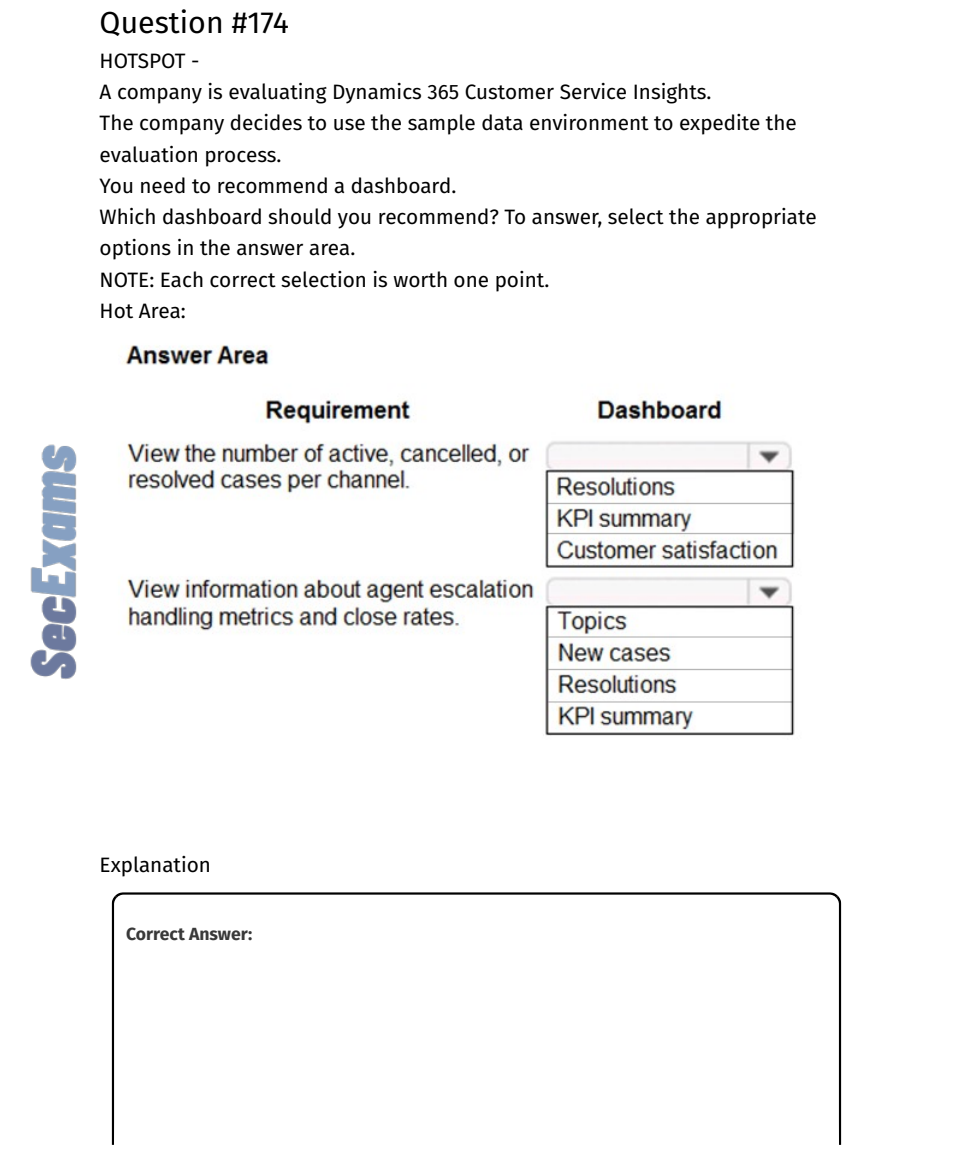 Question #174
HOTSPOT -
A company is evaluating Dynamics 365 Customer Service Insights.
The company decides to use the sample data environment to expedite the
evaluation process.
You need to recommend a dashboard.
Which dashboard should you recommend? To answer, select the appropriate
options in the answer area.
NOTE: Each correct selection is worth one point.
Hot Area:
Answer Area
Requirement Dashboard
View the number of active, cancelled, or
resolved cases per channel.
Resolutions
KPI summary
Customer satisfaction
View information about agent escalation
handling metrics and close rates.
Topics
New cases
Resolutions
KPI summary
SecExams
Explanation
Correct Answer: